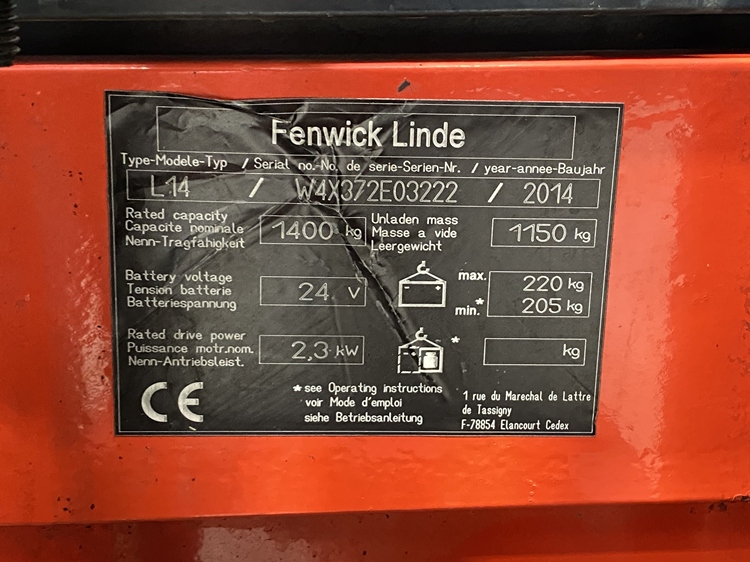 Fenwick Linde
Type-Modele-Typ / Serial no.-No. de serie-Serien-Nr. / year-annee-Baujahr
L14 / W4X372E03222 / 2014
Rated capacity
Capacite nominale
Nenn-Tragfähigkeit
1400 kg
Unladen mass
Masse a vide
Leergewicht
1150 kg
Battery voltage
Tension batterie
Batteriespannung
24 V
max. 220 kg
min.* 205 kg
Rated drive power
Puissance motr.nom.
Nenn-Antriebsleist.
2,3 kW
* kg
CE
*see Operating instructions
voir Mode d'emploi
siehe Betriebsanleitung
1 rue du Marechal de Lattre
de Tassigny
F-78854 Elancourt Cedex